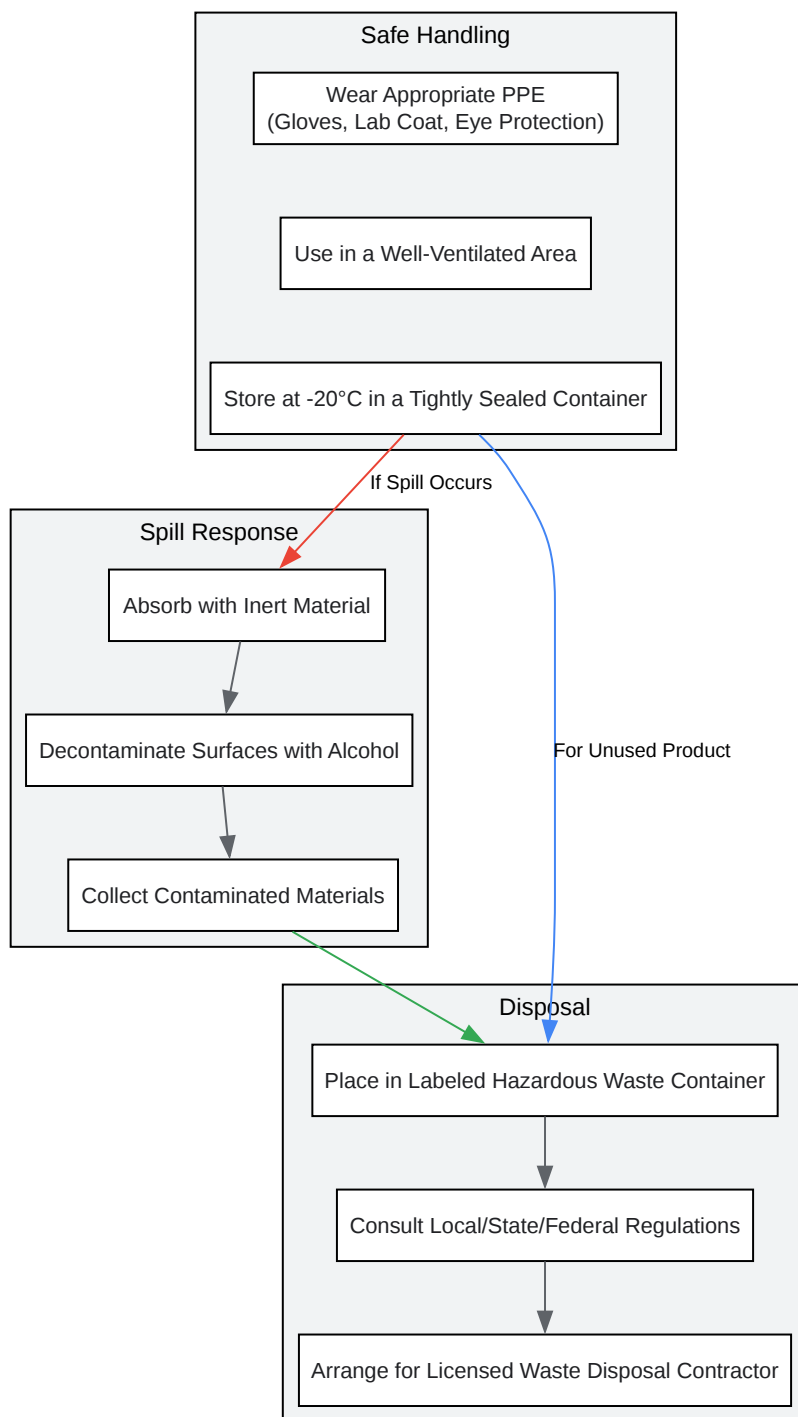 Safe Handling
Wear Appropriate PPE
(Gloves, Lab Coat, Eye Protection)
Use in a Well-Ventilated Area
Store at -20°C in a Tightly Sealed Container
If Spill Occurs
Spill Response
Absorb with Inert Material
Decontaminate Surfaces with Alcohol
For Unused Product
Collect Contaminated Materials
Disposal
Place in Labeled Hazardous Waste Container
Consult Local/State/Federal Regulations
Arrange for Licensed Waste Disposal Contractor